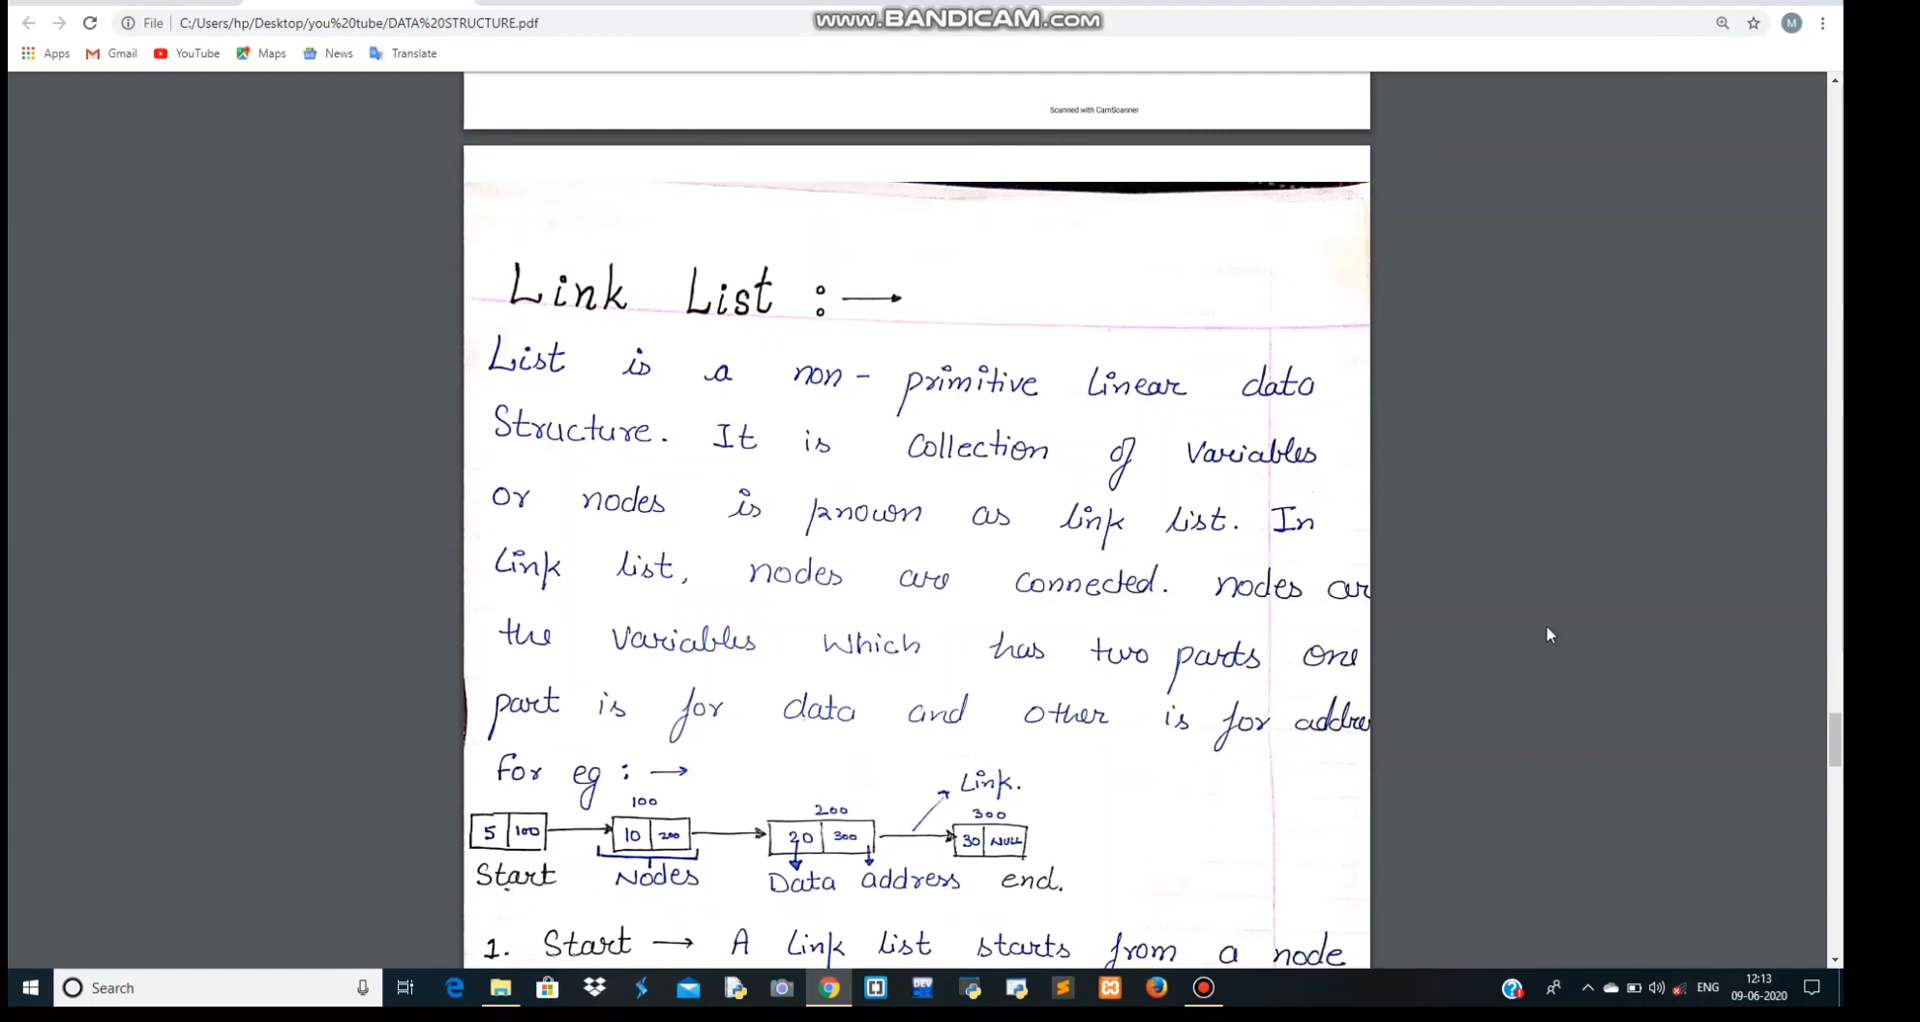 www.BANDICAM.com
File C:/Users/hp/Desktop/you%20tube/DATA%20STRUCTURE.pdf
M
Apps Gmail YouTube Maps News Translate
Scanned with CamScanner
Link List :→
List is a non-primitive linear data
Structure. It is Collection of Variables
or nodes is known as link list. In
Link list, nodes are connected. nodes ar
the Variables Which has two parts one
part is for data and other is for addre
For eg :→
Link.
100 200 300
5 100 10 200 20 300 30 NULL
Start Nodes Data address end.
1. Start → A Link list starts from a node
Search
DEV
ENG
12:13
09-06-2020